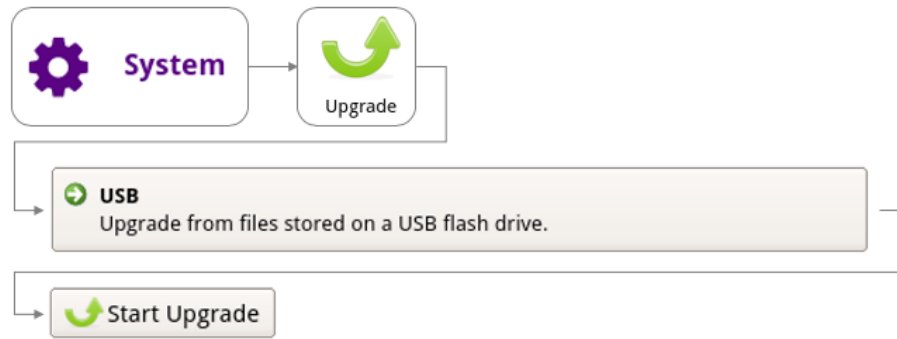 System
Upgrade
USB
Upgrade from files stored on a USB flash drive.
Start Upgrade